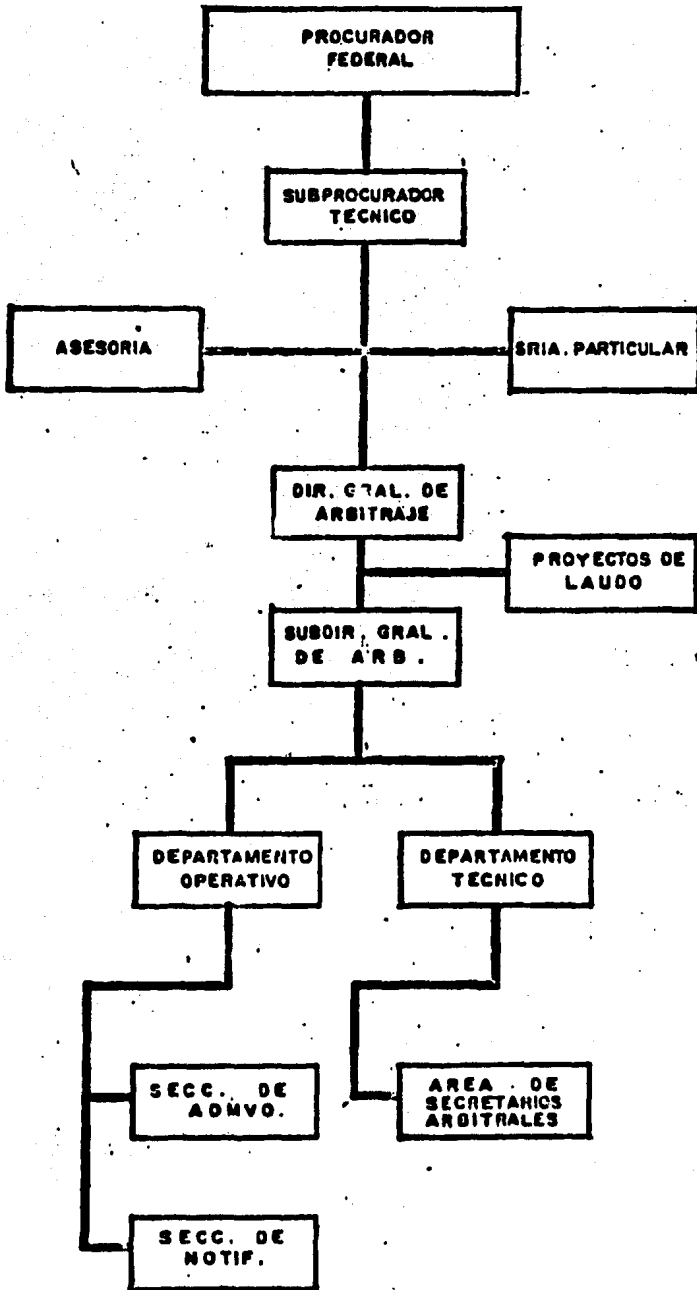 PROCURADOR
FEDERAL
SUBPROCURADOR
TECNICO
ASESORIA
SRIA. PARTICULAR
DIR. GRAL. DE
ARBITRAJE
PROYECTOS DE
LAUDO
SUBDIR. GRAL.
DE ARB.
DEPARTAMENTO
OPERATIVO
DEPARTAMENTO
TECNICO
SECC. DE
ADMVO.
AREA DE
SECRETARIOS
ARBITRALES
SECC. DE
NOTIF.